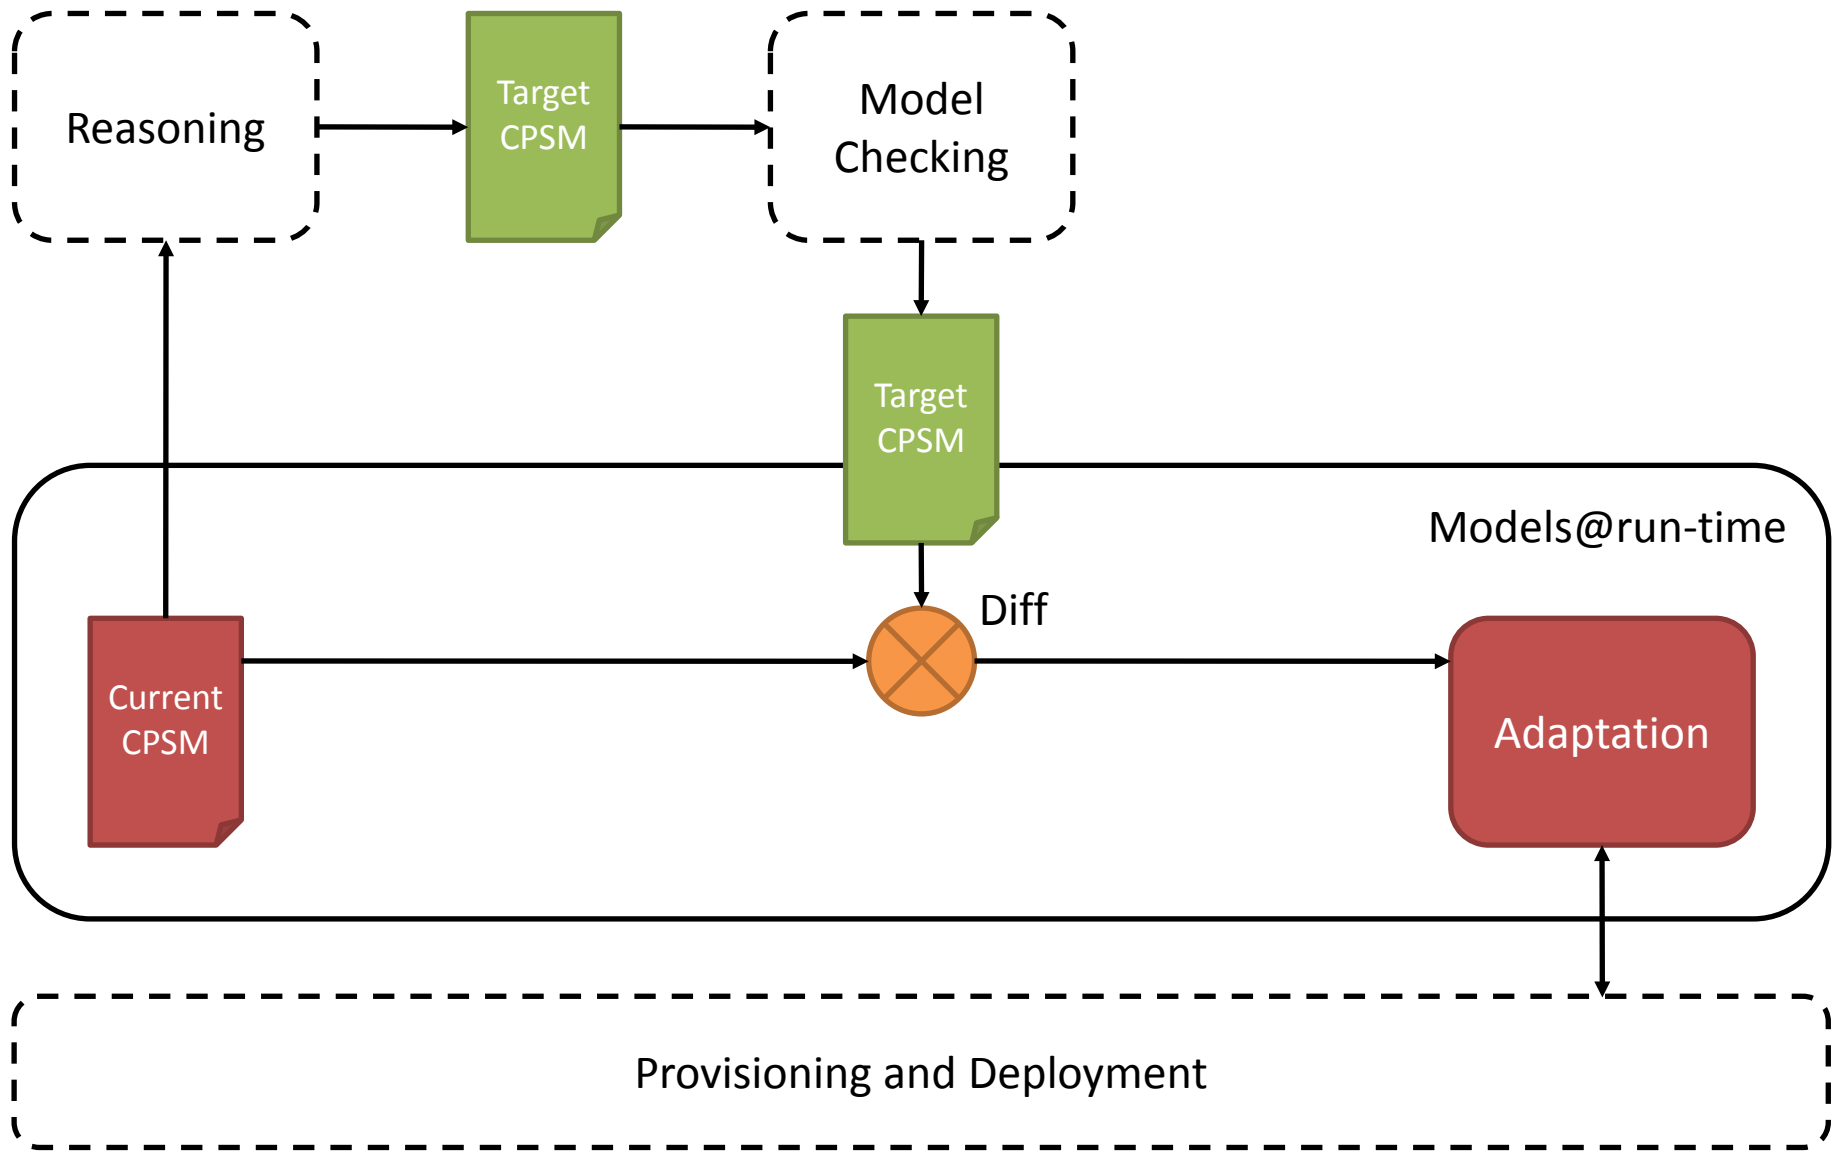 Reasoning
Target
CPSM
Model
Checking
Target
CPSM
Models@run-time
Diff
Current
CPSM
Adaptation
Provisioning and Deployment